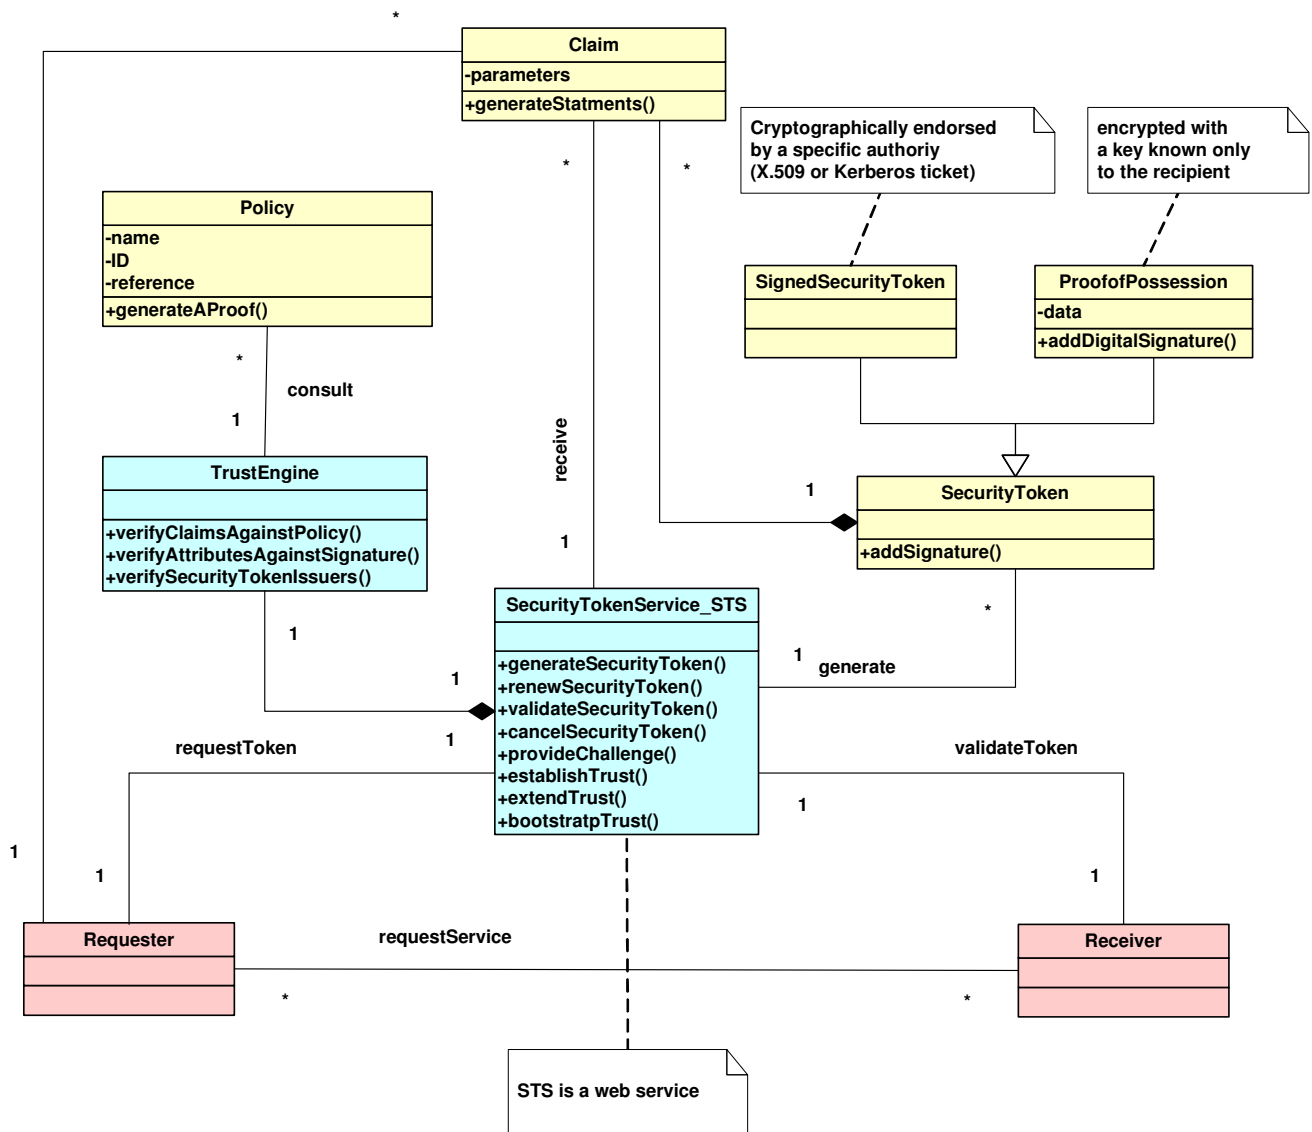 *
Claim
-parameters
+generateStatments()
*
*
Cryptographically endorsed
by a specific authoriy
(X.509 or Kerberos ticket)
encrypted with
a key known only
to the recipient
Policy
-name
-ID
-reference
+generateAProof()
*
consult
1
SignedSecurityToken
ProofofPossession
-data
+addDigitalSignature()
receive
1
TrustEngine
+verifyClaimsAgainstPolicy()
+verifyAttributesAgainstSignature()
+verifySecurityTokenIssuers()
1
SecurityToken
+addSignature()
*
1
generate
1
1
SecurityTokenService_STS
+generateSecurityToken()
+renewSecurityToken()
+validateSecurityToken()
+cancelSecurityToken()
+provideChallenge()
+establishTrust()
+extendTrust()
+bootstratpTrust()
requestToken
1
validateToken
1
1
1
1
Requester
requestService
*
*
Receiver
STS is a web service